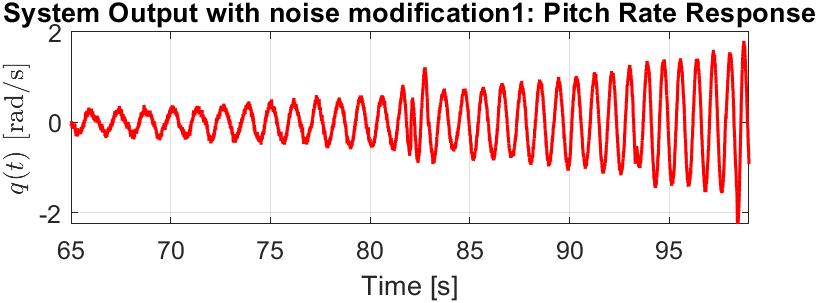 System Output with noise modification1: Pitch Rate Response
2
0
-2
q(t) [rad/s]
65 70 75 80 85 90 95
Time [s]